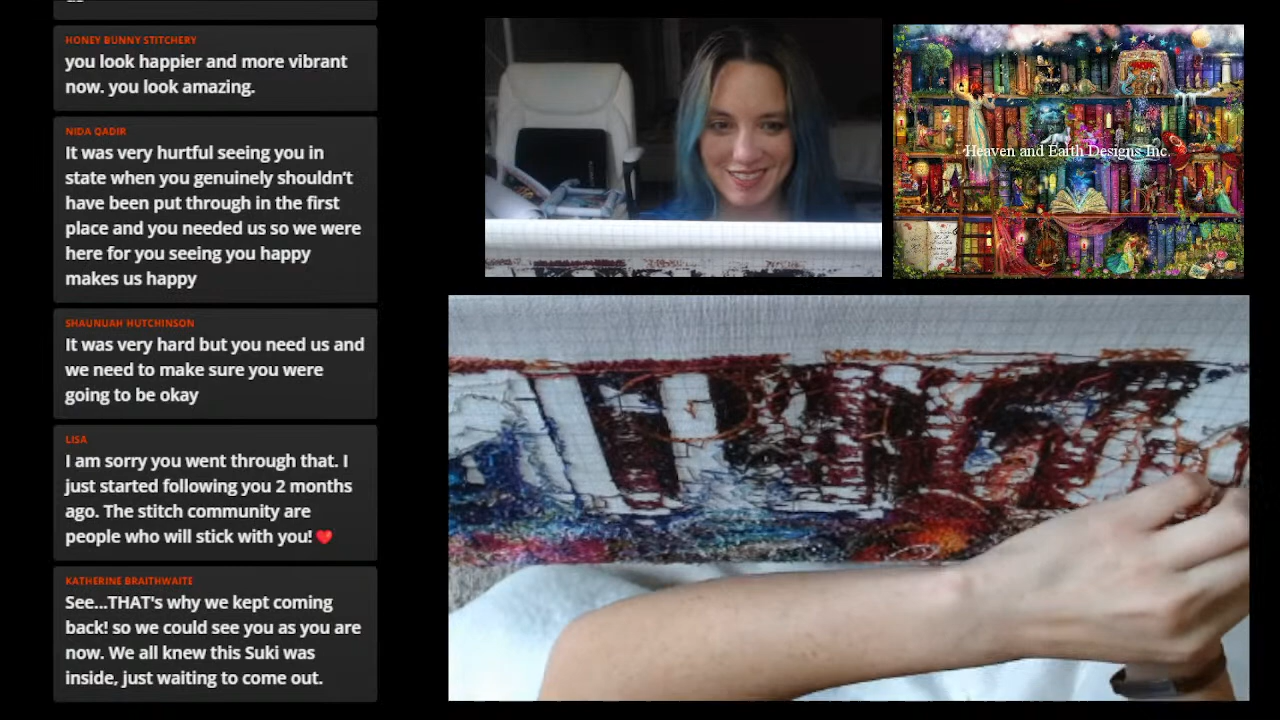 HONEY BUNNY STITCHERY
you look happier and more vibrant
now. you look amazing.
NIDA QADIR
It was very hurtful seeing you in
state when you genuinely shouldn't
have been put through in the first
place and you needed us so we were
here for you seeing you happy
makes us happy
SHAUNUAH HUTCHINSON
It was very hard but you need us and
we need to make sure you were
going to be okay
LISA
I am sorry you went through that. I
just started following you 2 months
ago. The stitch community are
people who will stick with you! ❤️
KATHERINE BRAITHWAITE
See...THAT's why we kept coming
back! so we could see you as you are
now. We all knew this Suki was
inside, just waiting to come out.
Heaven and Earth Designs Inc.